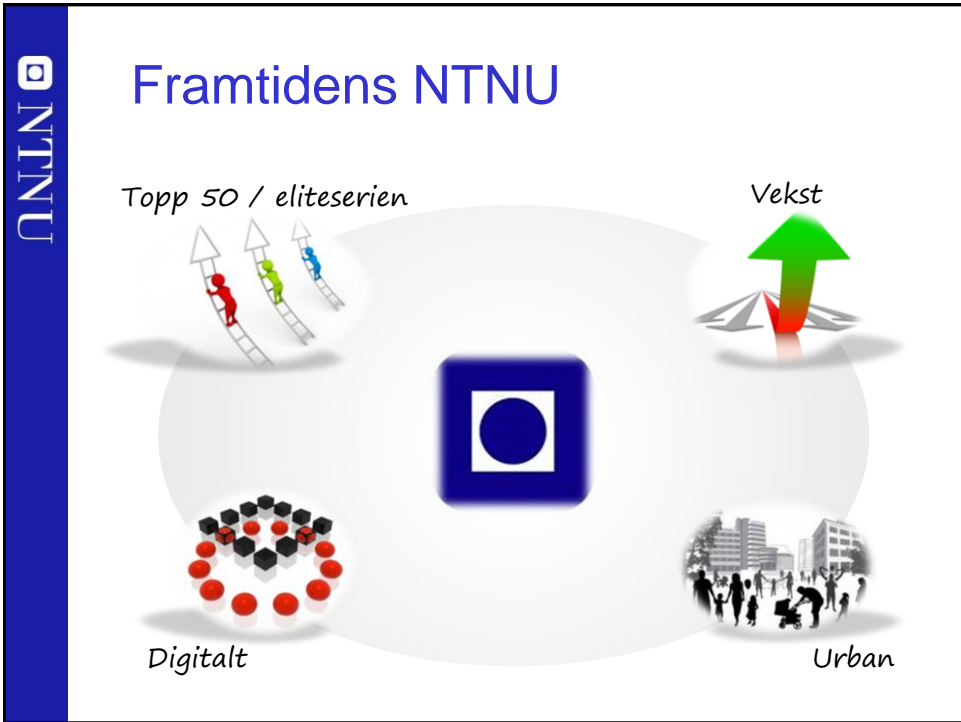 NTNU
Framtidens NTNU
Topp 50 / eliteserien
Vekst
Digitalt
Urban